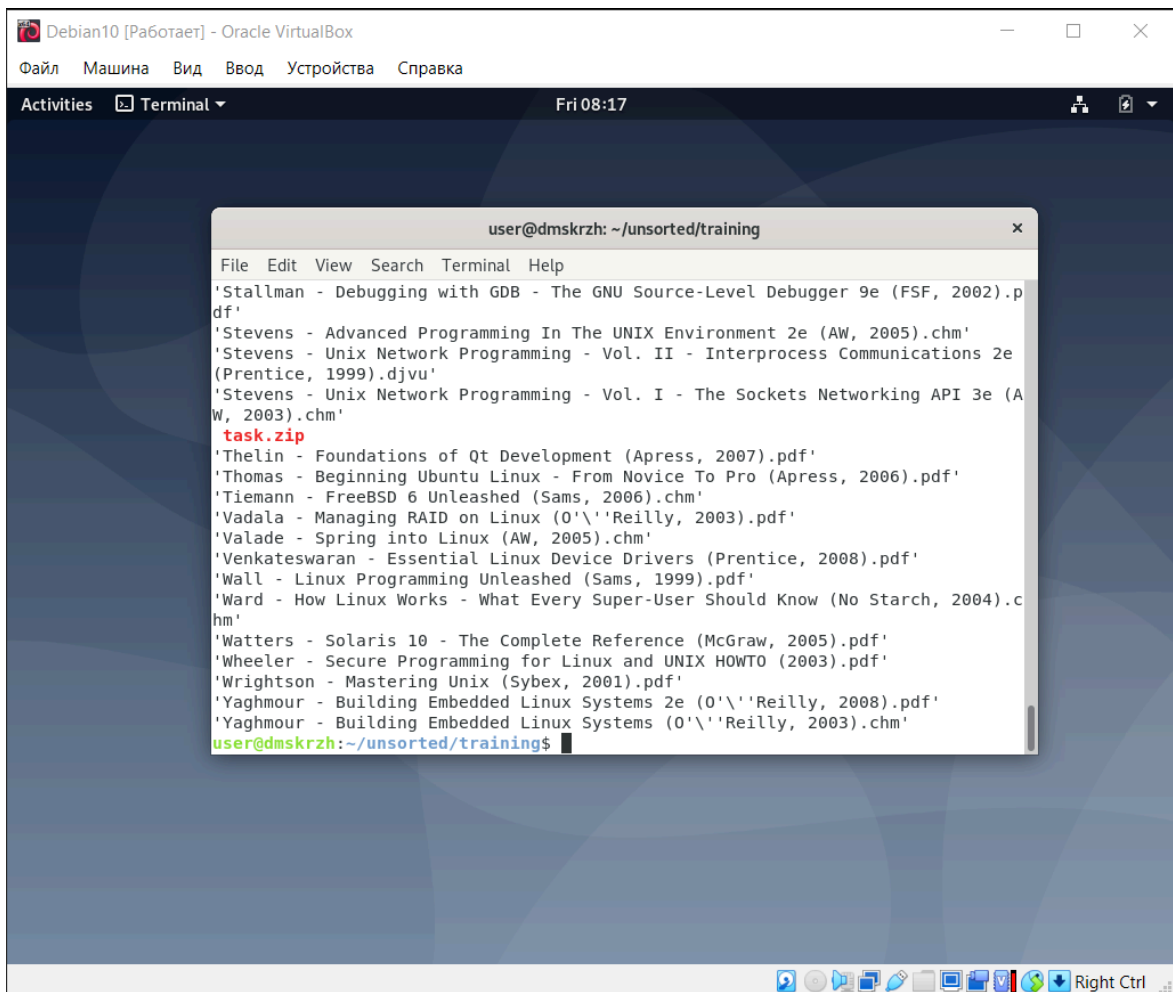 Debian10 [Работает] - Oracle VirtualBox
Файл Машина Вид Ввод Устройства Справка
Activities Terminal Fri 08:17
user@dmskrzh: ~/unsorted/training
File Edit View Search Terminal Help
'Stallman - Debugging with GDB - The GNU Source-Level Debugger 9e (FSF, 2002).p
df'
'Stevens - Advanced Programming In The UNIX Environment 2e (AW, 2005).chm'
'Stevens - Unix Network Programming - Vol. II - Interprocess Communications 2e
(Prentice, 1999).djvu'
'Stevens - Unix Network Programming - Vol. I - The Sockets Networking API 3e (A
W, 2003).chm'
task.zip
'Thelin - Foundations of Qt Development (Apress, 2007).pdf'
'Thomas - Beginning Ubuntu Linux - From Novice To Pro (Apress, 2006).pdf'
'Tiemann - FreeBSD 6 Unleashed (Sams, 2006).chm'
'Vadala - Managing RAID on Linux (O'\''Reilly, 2003).pdf'
'Valade - Spring into Linux (AW, 2005).chm'
'Venkateswaran - Essential Linux Device Drivers (Prentice, 2008).pdf'
'Wall - Linux Programming Unleashed (Sams, 1999).pdf'
'Ward - How Linux Works - What Every Super-User Should Know (No Starch, 2004).c
hm'
'Watters - Solaris 10 - The Complete Reference (McGraw, 2005).pdf'
'Wheeler - Secure Programming for Linux and UNIX HOWTO (2003).pdf'
'Wrightson - Mastering Unix (Sybex, 2001).pdf'
'Yaghmour - Building Embedded Linux Systems 2e (O'\''Reilly, 2008).pdf'
'Yaghmour - Building Embedded Linux Systems (O'\''Reilly, 2003).chm'
user@dmskrzh:~/unsorted/training$
Right Ctrl